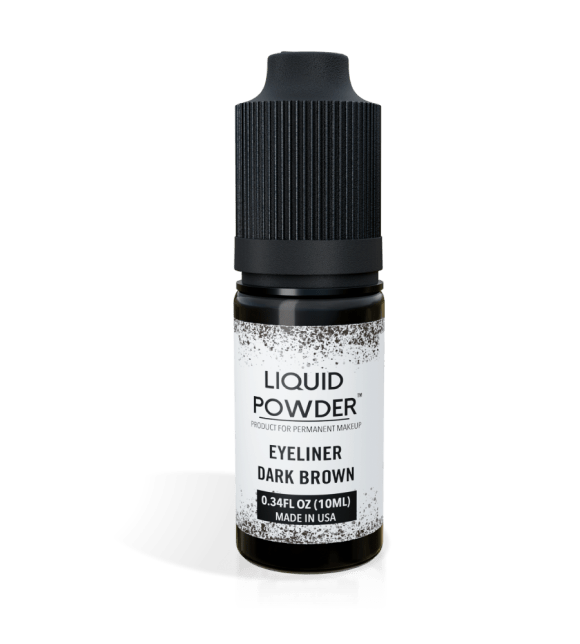 LIQUID
POWDER™
PRODUCT FOR PERMANENT MAKEUP
EYELINER
DARK BROWN
0.34FL OZ (10ML)
MADE IN USA